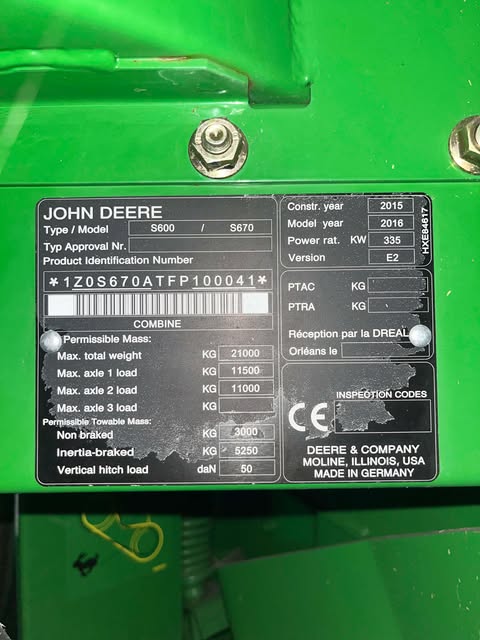 JOHN DEERE
Type / Model S600 / S670
Typ Approval Nr.
Product Identification Number
*1Z0S670ATFP100041*
COMBINE
Permissible Mass:
Max. total weight KG 21000
Max. axle 1 load KG 11500
Max. axle 2 load KG 11000
Max. axle 3 load KG
Permissible Towable Mass:
Non braked KG 3000
Inertia-braked KG 5250
Vertical hitch load daN 50
Constr. year 2015
Model year 2016
Power rat. KW 335
Version E2
HXE84617
PTAC KG
PTRA KG
Réception par la DREAL
Orléans le
INSPECTION CODES
CE
DEERE & COMPANY
MOLINE, ILLINOIS, USA
MADE IN GERMANY